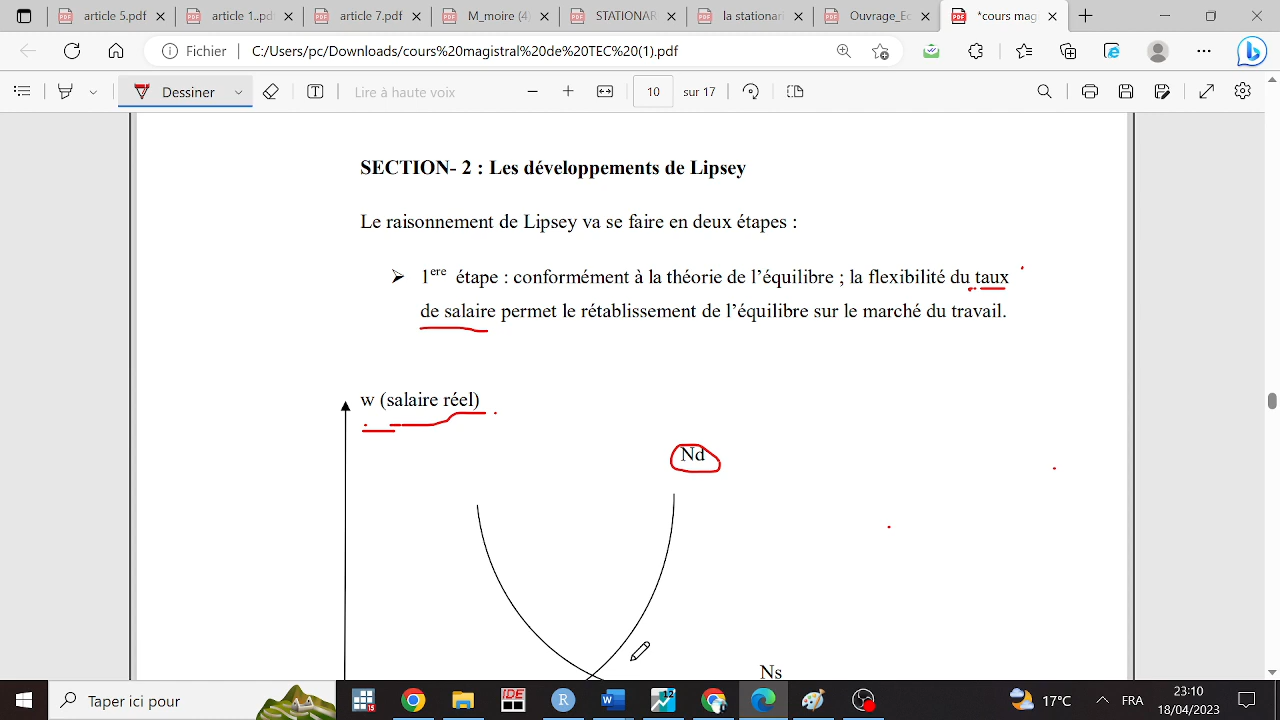 article 5.pdf
article 1.pd
article 7.pdf
M_moire (4)
STATIONAR
la stationar
Ouvrage_Ec
*cours mag
Fichier
C:/Users/pc/Downloads/cours%20magistral%20de%20TEC%20(1).pdf
Dessiner
Lire à haute voix
10
sur 17
SECTION- 2 : Les développements de Lipsey
Le raisonnement de Lipsey va se faire en deux étapes :
1ere étape : conformément à la théorie de l'équilibre ; la flexibilité du taux
de salaire permet le rétablissement de l'équilibre sur le marché du travail.
w (salaire réel)
Nd
Ns
Taper ici pour
15
IDE
R
12
17°C
FRA
23:10
18/04/2023